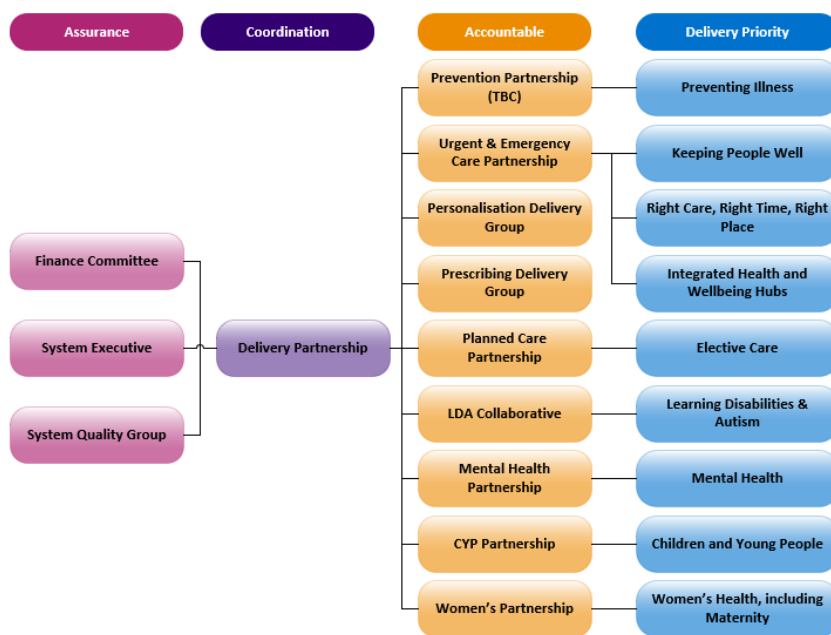 Assurance
Coordination
Accountable
Delivery Priority
Prevention Partnership
(TBC)
Preventing Illness
Urgent & Emergency
Care Partnership
Keeping People Well
Personalisation Delivery
Group
Right Care, Right Time, Right
Place
Finance Committee
Prescribing Delivery
Group
Integrated Health and
Wellbeing Hubs
System Executive
Delivery Partnership
Planned Care
Partnership
Elective Care
System Quality Group
LDA Collaborative
Learning Disabilities &
Autism
Mental Health
Partnership
Mental Health
CYP Partnership
Children and Young People
Women's Partnership
Women's Health, including
Maternity